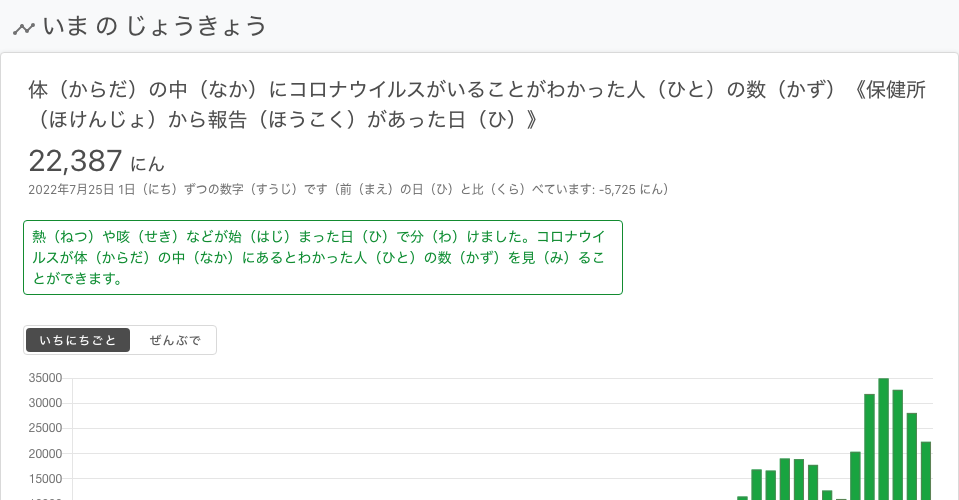 いま の じょうきょう
体（からだ）の中（なか）にコロナウイルスがいることがわかった人（ひと）の数（かず）《保健所
（ほけんじょ）から報告（ほうこく）があった日（ひ）》
22,387 にん
2022年7月25日 1日（にち）ずつの数字（すうじ）です（前（まえ）の日（ひ）と比（くら）べています: -5,725 にん）
熱（ねつ）や咳（せき）などが始（はじ）まった日（ひ）で分（わ）けました。コロナウイ
ルスが体（からだ）の中（なか）にあるとわかった人（ひと）の数（かず）を見（み）るこ
とができます。
いちにちごと ぜんぶで
35000
30000
25000
20000
15000